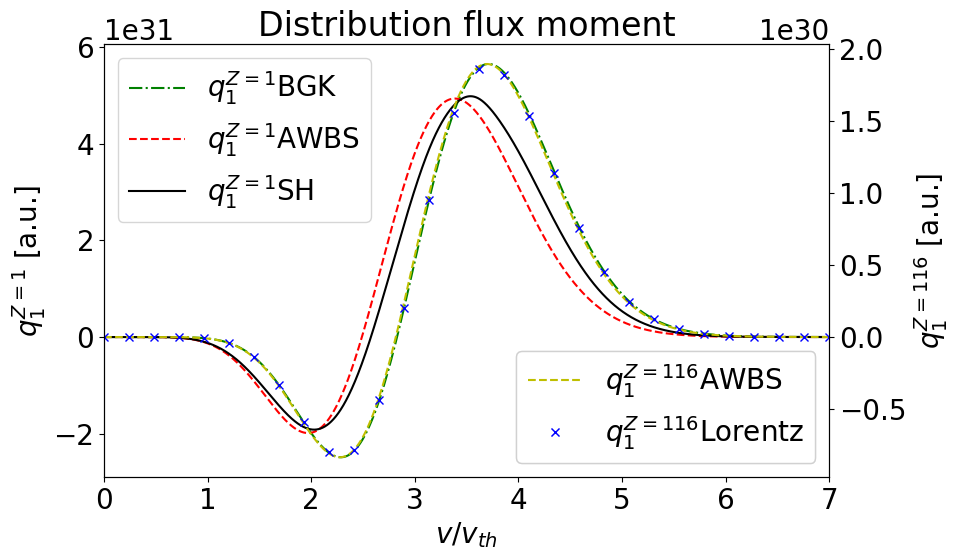 Distribution flux moment
1e31
1e30
6
4
2
0
−2
2.0
1.5
1.0
0.5
0.0
−0.5
q_1^{Z=1} [a.u.]
q_1^{Z=116} [a.u.]
q_1^{Z=1}BGK
q_1^{Z=1}AWBS
q_1^{Z=1}SH
q_1^{Z=116}AWBS
q_1^{Z=116}Lorentz
0 1 2 3 4 5 6 7
v/v_{th}